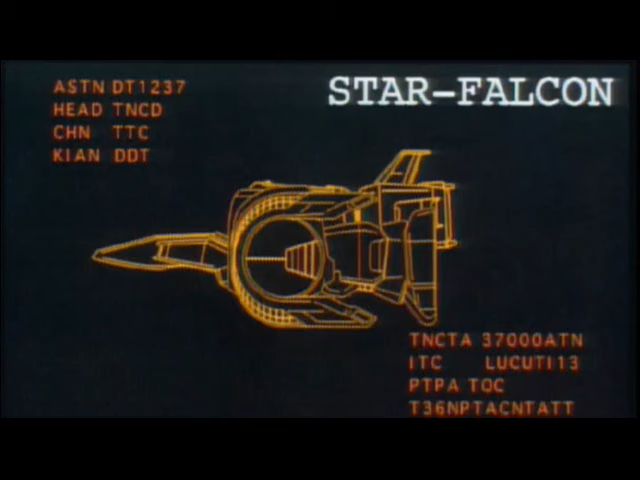 ASTN DT1237
HEAD TNCD
CHN TTC
KIAN DDT
STAR-FALCON
TNCTA 37000ATN
ITC LUCUTI13
PTPA TOC
T36NPTACNTATT